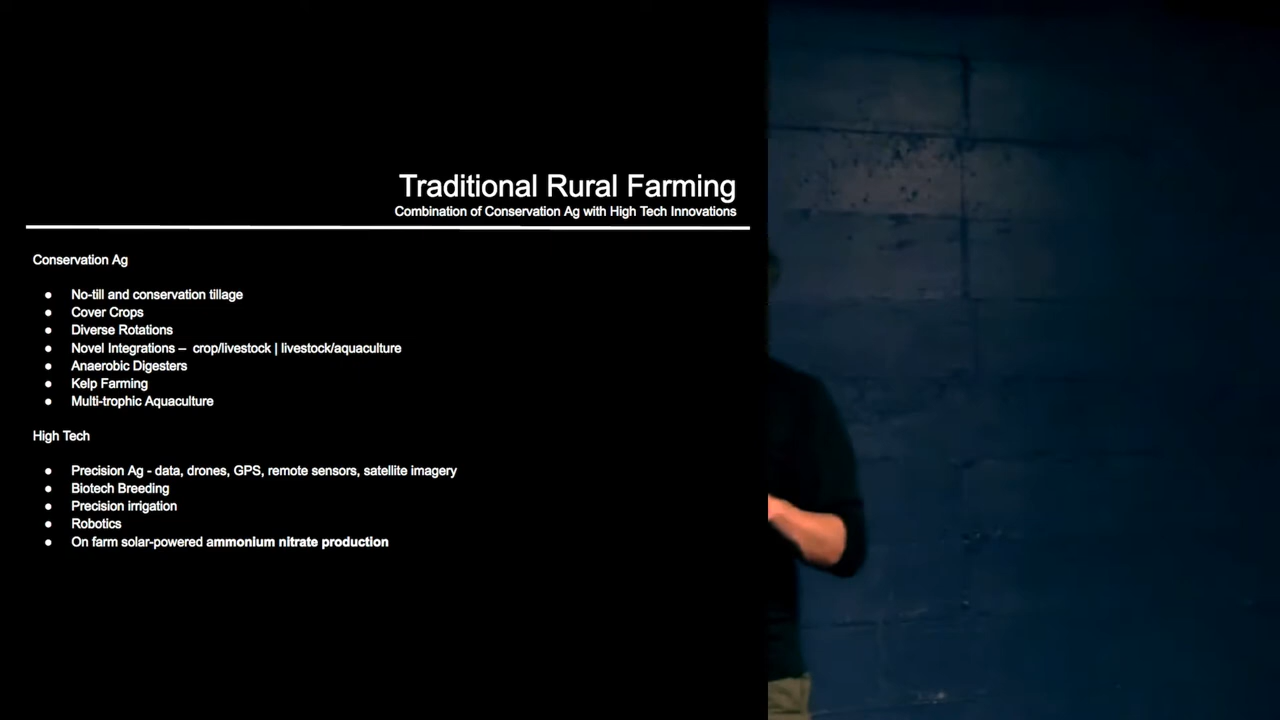 Traditional Rural Farming
Combination of Conservation Ag with High Tech Innovations
Conservation Ag
● No-till and conservation tillage
● Cover Crops
● Diverse Rotations
● Novel Integrations – crop/livestock | livestock/aquaculture
● Anaerobic Digesters
● Kelp Farming
● Multi-trophic Aquaculture
High Tech
● Precision Ag - data, drones, GPS, remote sensors, satellite imagery
● Biotech Breeding
● Precision irrigation
● Robotics
● On farm solar-powered ammonium nitrate production